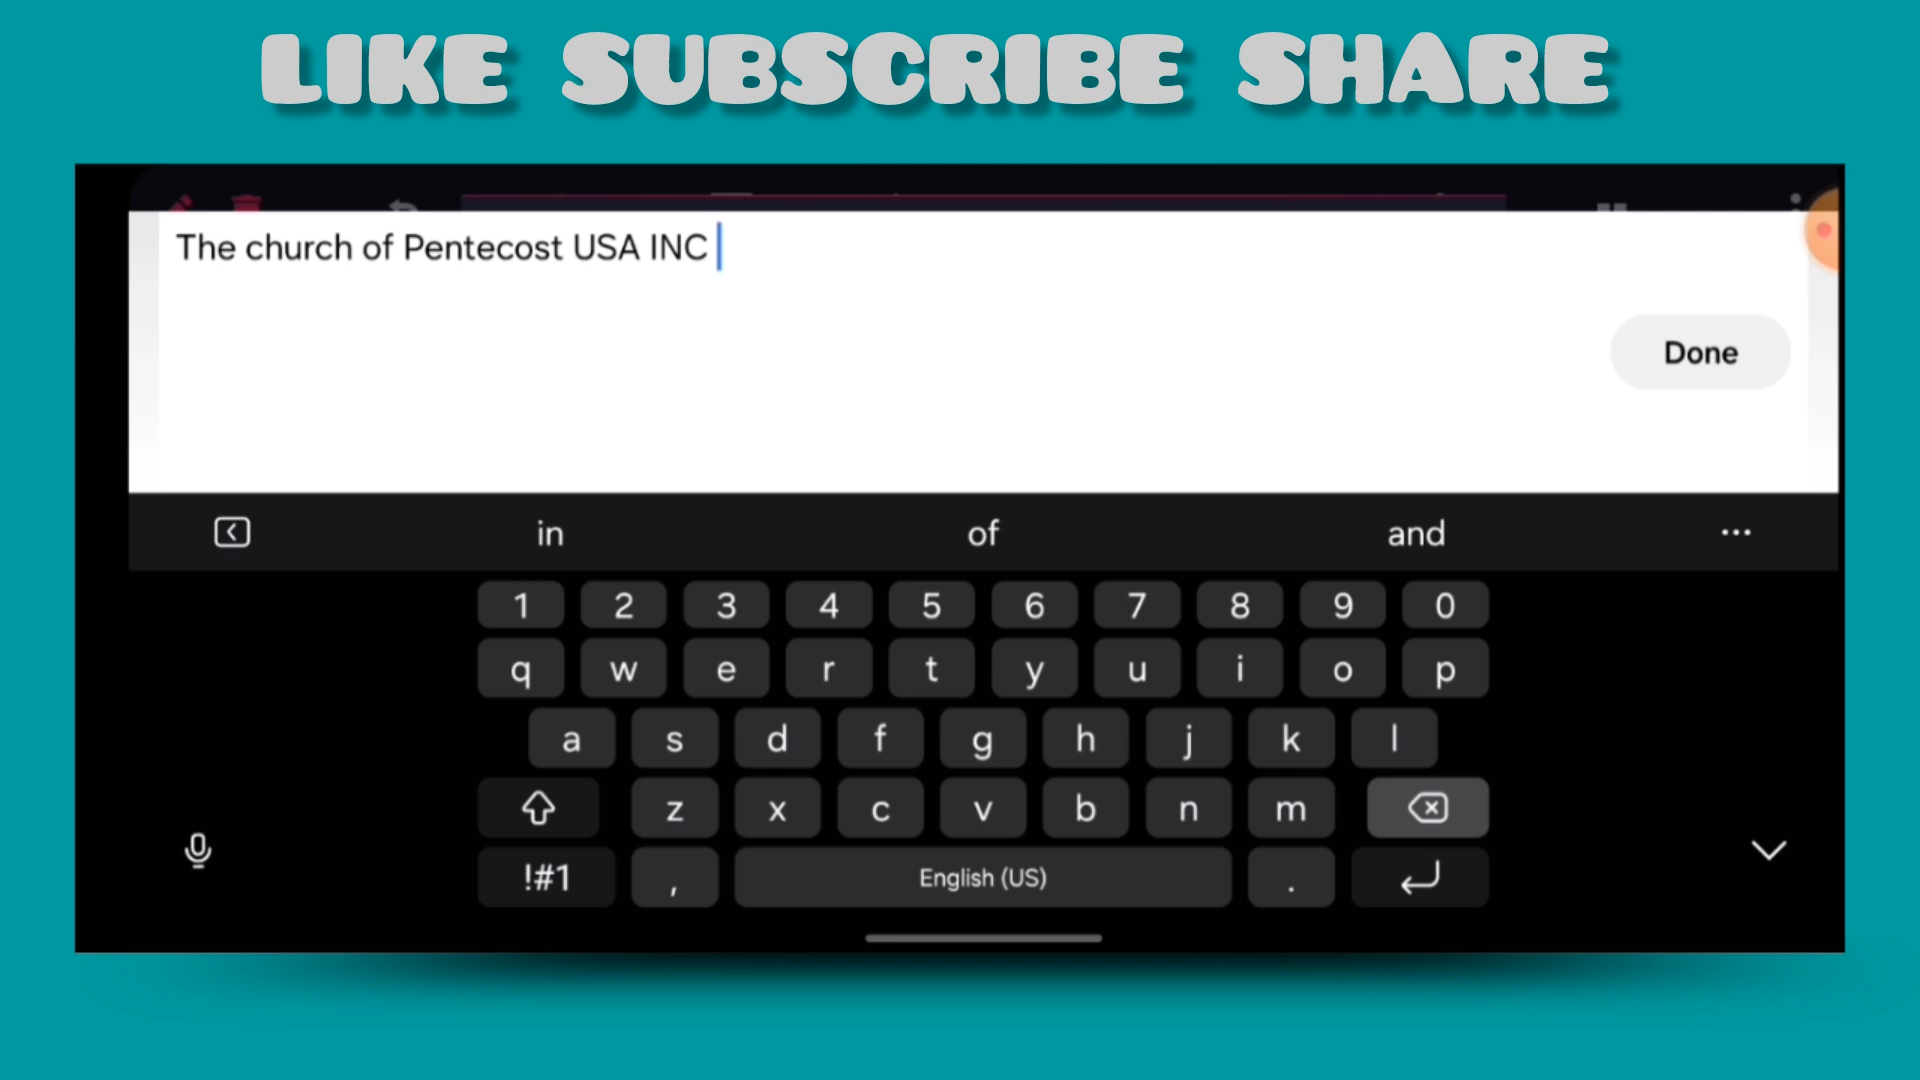 LIKE SUBSCRIBE SHARE
The church of Pentecost USA INC
Done
in of and ...
1 2 3 4 5 6 7 8 9 0
q w e r t y u i o p
a s d f g h j k l
z x c v b n m
!#1 , English (US) .